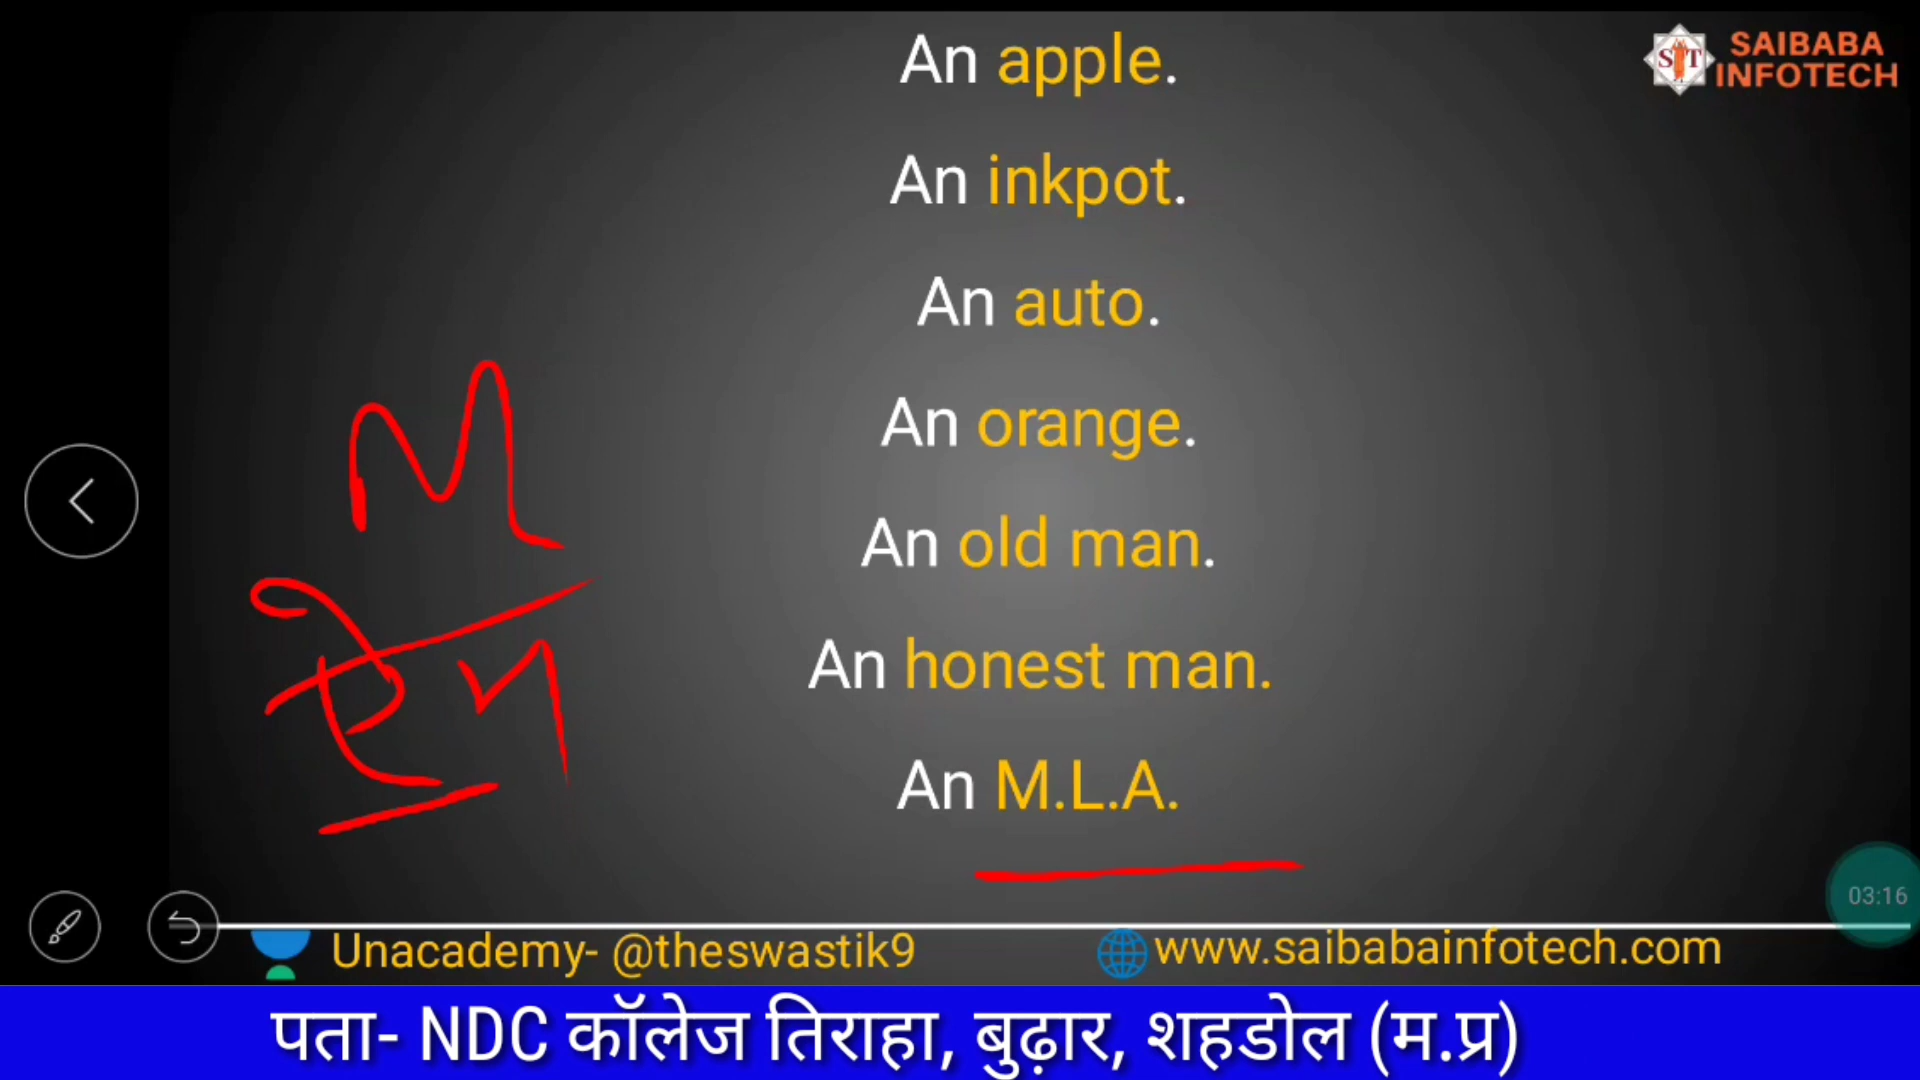 An apple.
SAIBABA
INFOTECH
An inkpot.
An auto.
An orange.
An old man.
An honest man.
An M.L.A.
M
03:16
Unacademy- @theswastik9
www.saibabainfotech.com
पता- NDC कॉलेज तिराहा, बुढ़ार, शहडोल (म.प्र)